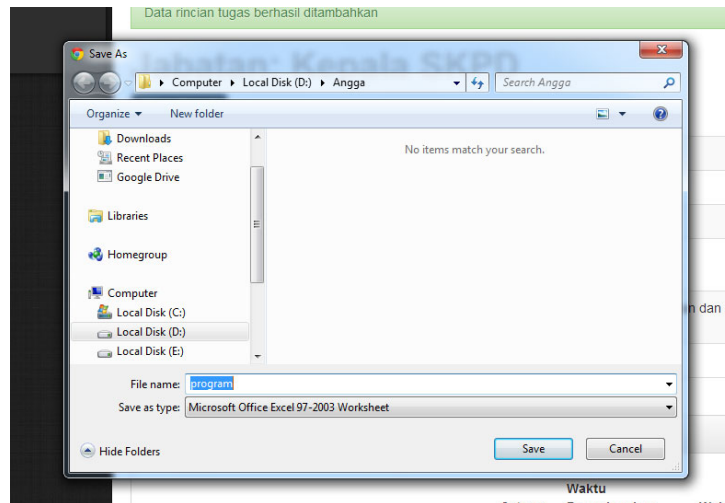 Data rincian tugas berhasil ditambahkan
Save As
Jabatan: Kepala SKPD
Computer Local Disk (D:) Angga
Search Angga
Organize New folder
Downloads
Recent Places
Google Drive
Libraries
Homegroup
Computer
Local Disk (C:)
Local Disk (D:)
Local Disk (E:)
No items match your search.
n dan
File name: program
Save as type: Microsoft Office Excel 97-2003 Worksheet
Hide Folders
Save
Cancel
Waktu